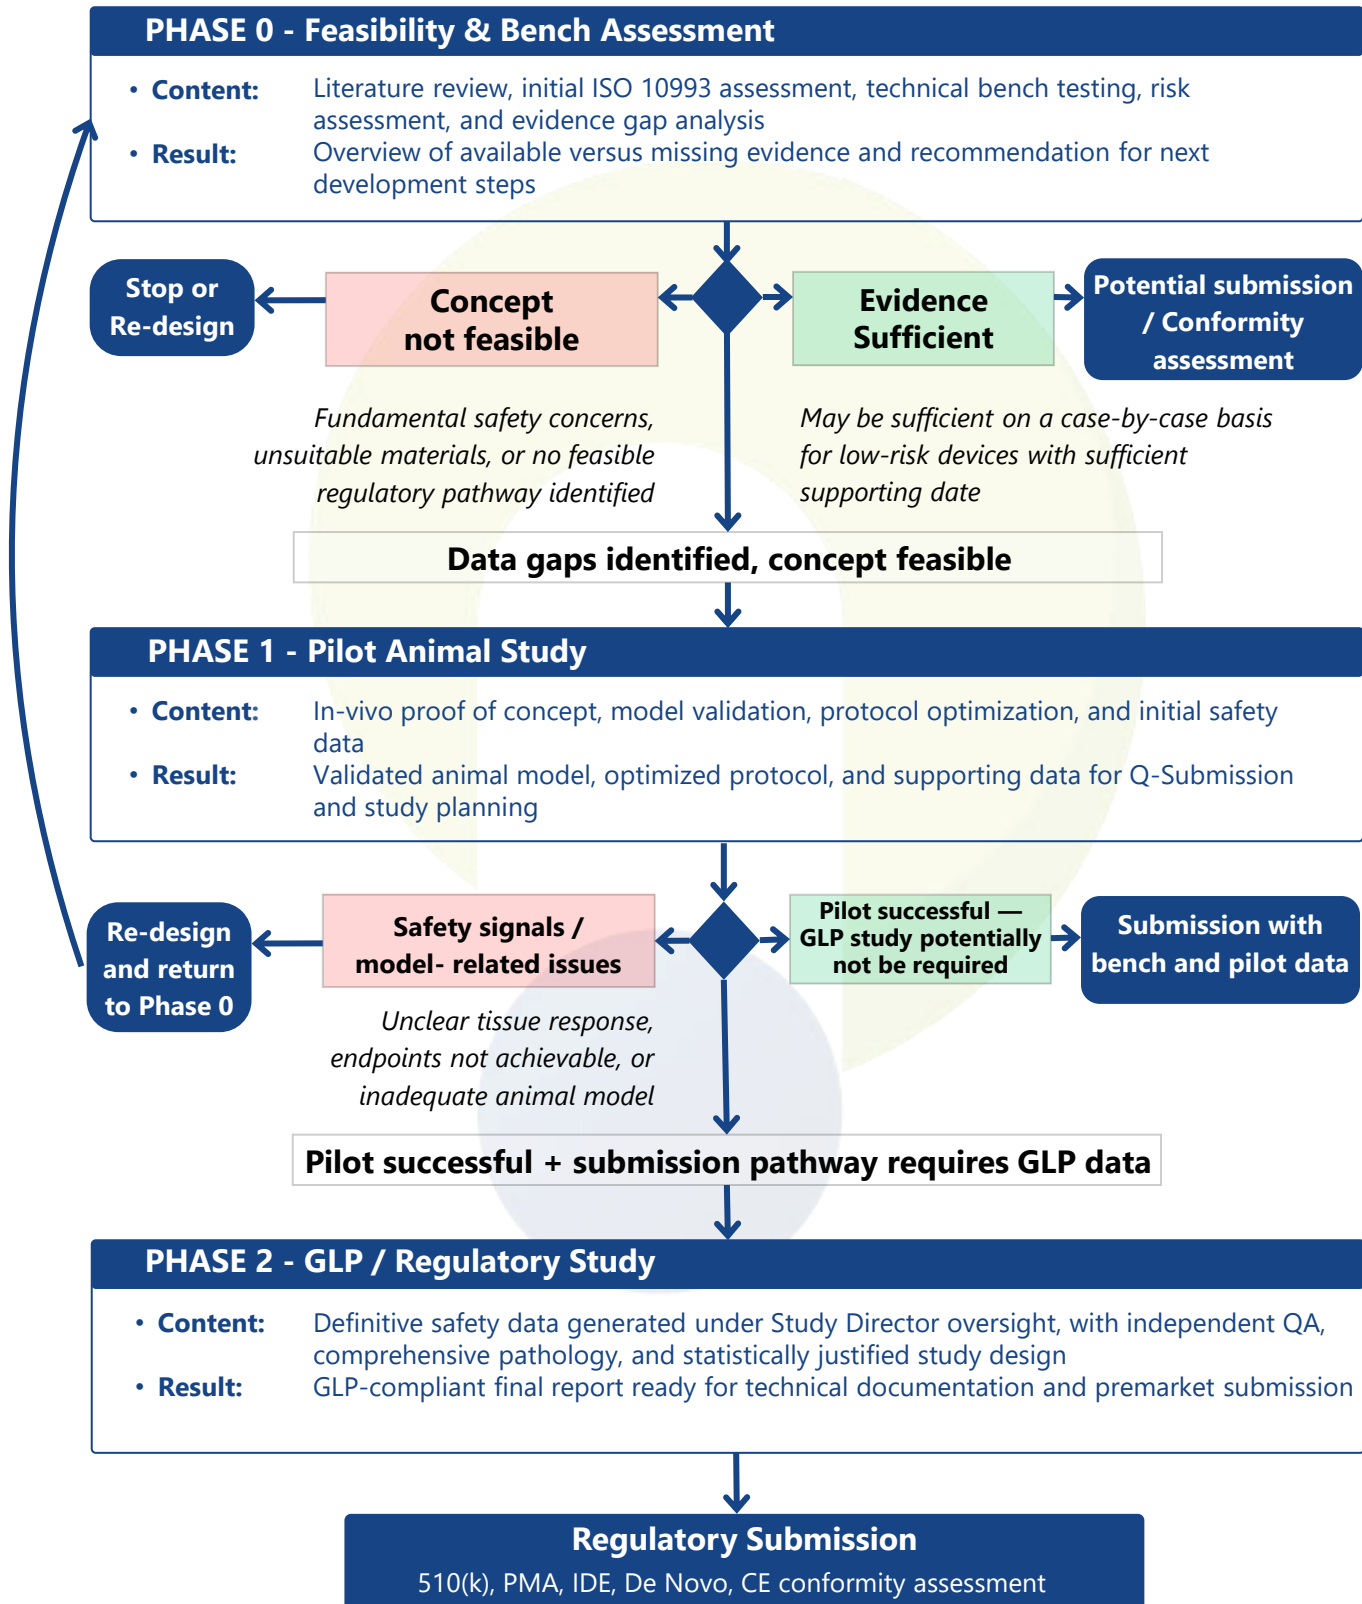 PHASE 0 - Feasibility & Bench Assessment
• Content: Literature review, initial ISO 10993 assessment, technical bench testing, risk
assessment, and evidence gap analysis
• Result: Overview of available versus missing evidence and recommendation for next
development steps
Stop or
Re-design
Concept
not feasible
Evidence
Sufficient
Potential submission
/ Conformity
assessment
Fundamental safety concerns,
unsuitable materials, or no feasible
regulatory pathway identified
May be sufficient on a case-by-case basis
for low-risk devices with sufficient
supporting date
Data gaps identified, concept feasible
PHASE 1 - Pilot Animal Study
• Content: In-vivo proof of concept, model validation, protocol optimization, and initial safety
data
• Result: Validated animal model, optimized protocol, and supporting data for Q-Submission
and study planning
Re-design
and return
to Phase 0
Safety signals /
model- related issues
Pilot successful —
GLP study potentially
not be required
Submission with
bench and pilot data
Unclear tissue response,
endpoints not achievable, or
inadequate animal model
Pilot successful + submission pathway requires GLP data
PHASE 2 - GLP / Regulatory Study
• Content: Definitive safety data generated under Study Director oversight, with independent QA,
comprehensive pathology, and statistically justified study design
• Result: GLP-compliant final report ready for technical documentation and premarket submission
Regulatory Submission
510(k), PMA, IDE, De Novo, CE conformity assessment